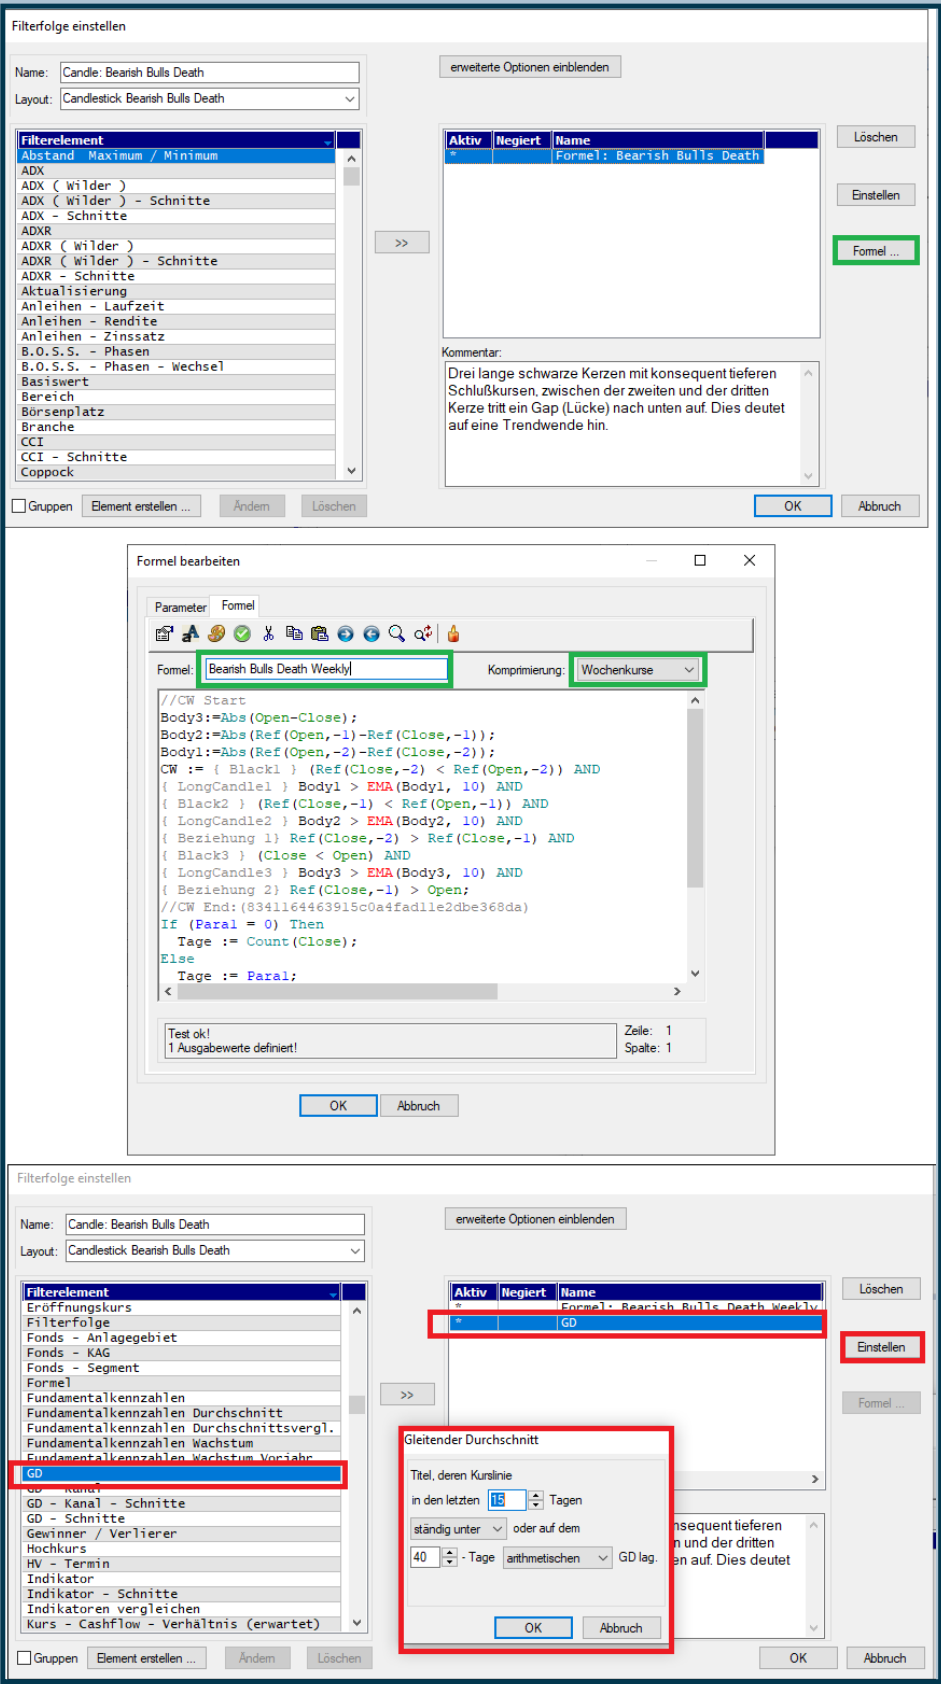 Filterfolge einstellen
Name: Candle: Bearish Bulls Death
erweiterte Optionen einblenden
Layout: Candlestick Bearish Bulls Death
Filterelement
Abstand Maximum / Minimum
ADX
ADX ( Wilder )
ADX ( Wilder ) - Schnitte
ADX - Schnitte
ADXR
ADXR ( Wilder )
ADXR ( Wilder ) - Schnitte
ADXR - Schnitte
Aktualisierung
Anleihen - Laufzeit
Anleihen - Rendite
Anleihen - Zinssatz
B.O.S.S. - Phasen
B.O.S.S. - Phasen - Wechsel
Basiswert
Bereich
Börsenplatz
Branche
CCI
CCI - Schnitte
Coppock
>>
Aktiv Negiert Name
* Formel: Bearish Bulls Death
Löschen
Einstellen
Formel ...
Kommentar:
Drei lange schwarze Kerzen mit konsequent tieferen
Schlußkursen, zwischen der zweiten und der dritten
Kerze tritt ein Gap (Lücke) nach unten auf. Dies deutet
auf eine Trendwende hin.
Gruppen Element erstellen ... Ändern Löschen OK Abbruch
Formel bearbeiten
Parameter Formel
Formel: Bearish Bulls Death Weekly Komprimierung: Wochenkurse
//CW Start
Body3:=Abs(Open-Close);
Body2:=Abs(Ref(Open,-1)-Ref(Close,-1));
Body1:=Abs(Ref(Open,-2)-Ref(Close,-2));
CW := { Black1 } (Ref(Close,-2) < Ref(Open,-2)) AND
{ LongCandle1 } Body1 > EMA(Body1, 10) AND
{ Black2 } (Ref(Close,-1) < Ref(Open,-1)) AND
{ LongCandle2 } Body2 > EMA(Body2, 10) AND
{ Beziehung 1} Ref(Close,-2) > Ref(Close,-1) AND
{ Black3 } (Close < Open) AND
{ LongCandle3 } Body3 > EMA(Body3, 10) AND
{ Beziehung 2} Ref(Close,-1) > Open;
//CW End:(8341164463915c0a4fad11e2dbe368da)
If (Para1 = 0) Then
Tage := Count(Close);
Else
Tage := Para1;
Test ok!
1 Ausgabewerte definiert!
Zeile: 1
Spalte: 1
OK Abbruch
Filterfolge einstellen
Name: Candle: Bearish Bulls Death
erweiterte Optionen einblenden
Layout: Candlestick Bearish Bulls Death
Filterelement
Eröffnungskurs
Filterfolge
Fonds - Anlagegebiet
Fonds - KAG
Fonds - Segment
Formel
Fundamentalkennzahlen
Fundamentalkennzahlen Durchschnitt
Fundamentalkennzahlen Durchschnittsvergl.
Fundamentalkennzahlen Wachstum
Fundamentalkennzahlen Wachstum Vorjahr
GD
GD - Kanal
GD - Kanal - Schnitte
GD - Schnitte
Gewinner / Verlierer
Hochkurs
HV - Termin
Indikator
Indikator - Schnitte
Indikatoren vergleichen
Kurs - Cashflow - Verhältnis (erwartet)
>>
Aktiv Negiert Name
* Formel: Bearish Bulls Death Weekly
* GD
Löschen
Einstellen
Formel ...
Gleitender Durchschnitt
Titel, deren Kurslinie
in den letzten 15 Tagen
ständig unter oder auf dem
40 - Tage arithmetischen GD lag.
OK Abbruch
nsequent tieferen
n und der dritten
en auf. Dies deutet
Gruppen Element erstellen ... Ändern Löschen OK Abbruch